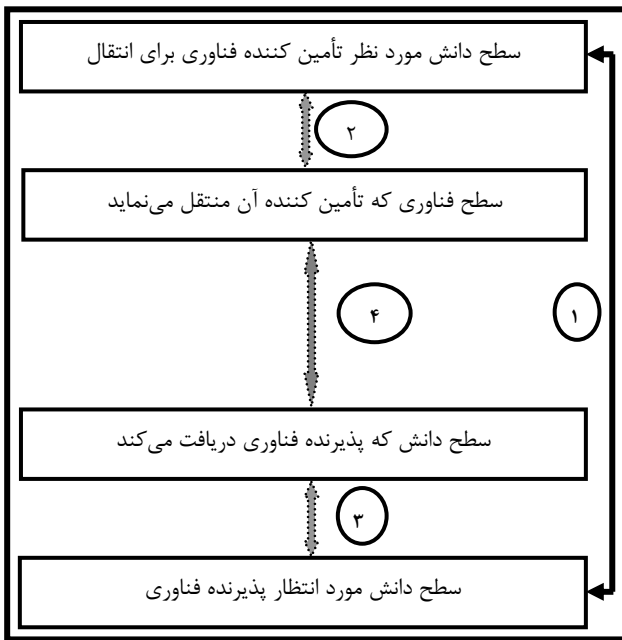 سطح دانش مورد نظر تأمین کننده فناوری برای انتقال
۲
سطح فناوری که تأمین کننده آن منتقل می‌نماید
۴
۱
سطح دانش که پذیرنده فناوری دریافت می‌کند
۳
سطح دانش مورد انتظار پذیرنده فناوری